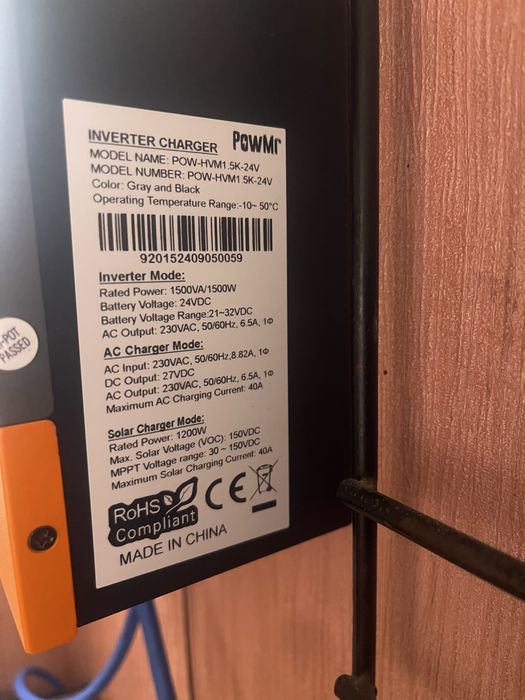 INVERTER CHARGER PowMr
MODEL NAME: POW-HVM1.5K-24V
MODEL NUMBER: POW-HVM1.5K-24V
Color: Gray and Black
Operating Temperature Range:-10~ 50°C
920152409050059
Inverter Mode:
Rated Power: 1500VA/1500W
Battery Voltage: 24VDC
Battery Voltage Range:21~32VDC
AC Output: 230VAC, 50/60Hz, 6.5A, 1Φ
AC Charger Mode:
AC Input: 230VAC, 50/60Hz,8.82A, 1Φ
DC Output: 27VDC
AC Output: 230VAC, 50/60Hz, 6.5A, 1Φ
Maximum AC Charging Current: 40A
Solar Charger Mode:
Rated Power: 1200W
Max. Solar Voltage (VOC): 150VDC
MPPT Voltage range: 30 ~ 150VDC
Maximum Solar Charging Current: 40A
RoHS
Compliant
CE
MADE IN CHINA
-POT
PASSED